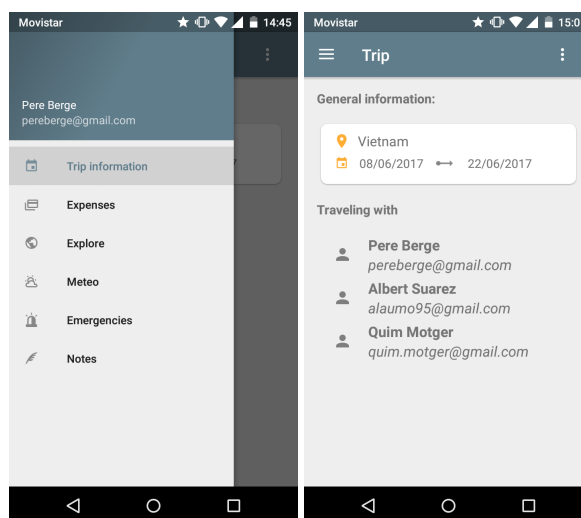 Movistar 14:45
Pere Berge
pereberge@gmail.com
Trip information
Expenses
Explore
Meteo
Emergencies
Notes
Movistar
Trip
General information:
Vietnam
08/06/2017 22/06/2017
Traveling with
Pere Berge
pereberge@gmail.com
Albert Suarez
alaumo95@gmail.com
Quim Motger
quim.motger@gmail.com